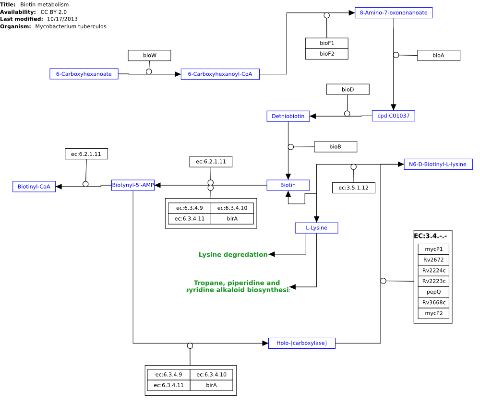 Title: Biotin metabolism
Availability: CC BY 2.0
Last modified: 10/17/2013
Organism: Mycobacterium tuberculosis
8-Amino-7-oxononanoate
bioF1
bioF2
bioW
bioA
6-Carboxyhexanoate
6-Carboxyhexanoyl-CoA
bioD
Dethiobiotin
cpd:C01037
bioB
ec:6.2.1.11
ec:6.2.1.11
N6-D-Biotinyl-L-lysine
Biotinyl-CoA
Biotynyl-5'-AMP
Biotin
ec:3.5.1.12
ec:6.3.4.9
ec:6.3.4.10
ec:6.3.4.11
birA
L-Lysine
EC:3.4.-.-
mycP1
Rv2672
Rv2224c
Rv2223c
pepQ
Rv3668c
mycP2
Lysine degredation
Tropane, piperidine and
pyridine alkaloid biosynthesi
Holo-[carboxylase]
ec:6.3.4.9
ec:6.3.4.10
ec:6.3.4.11
birA